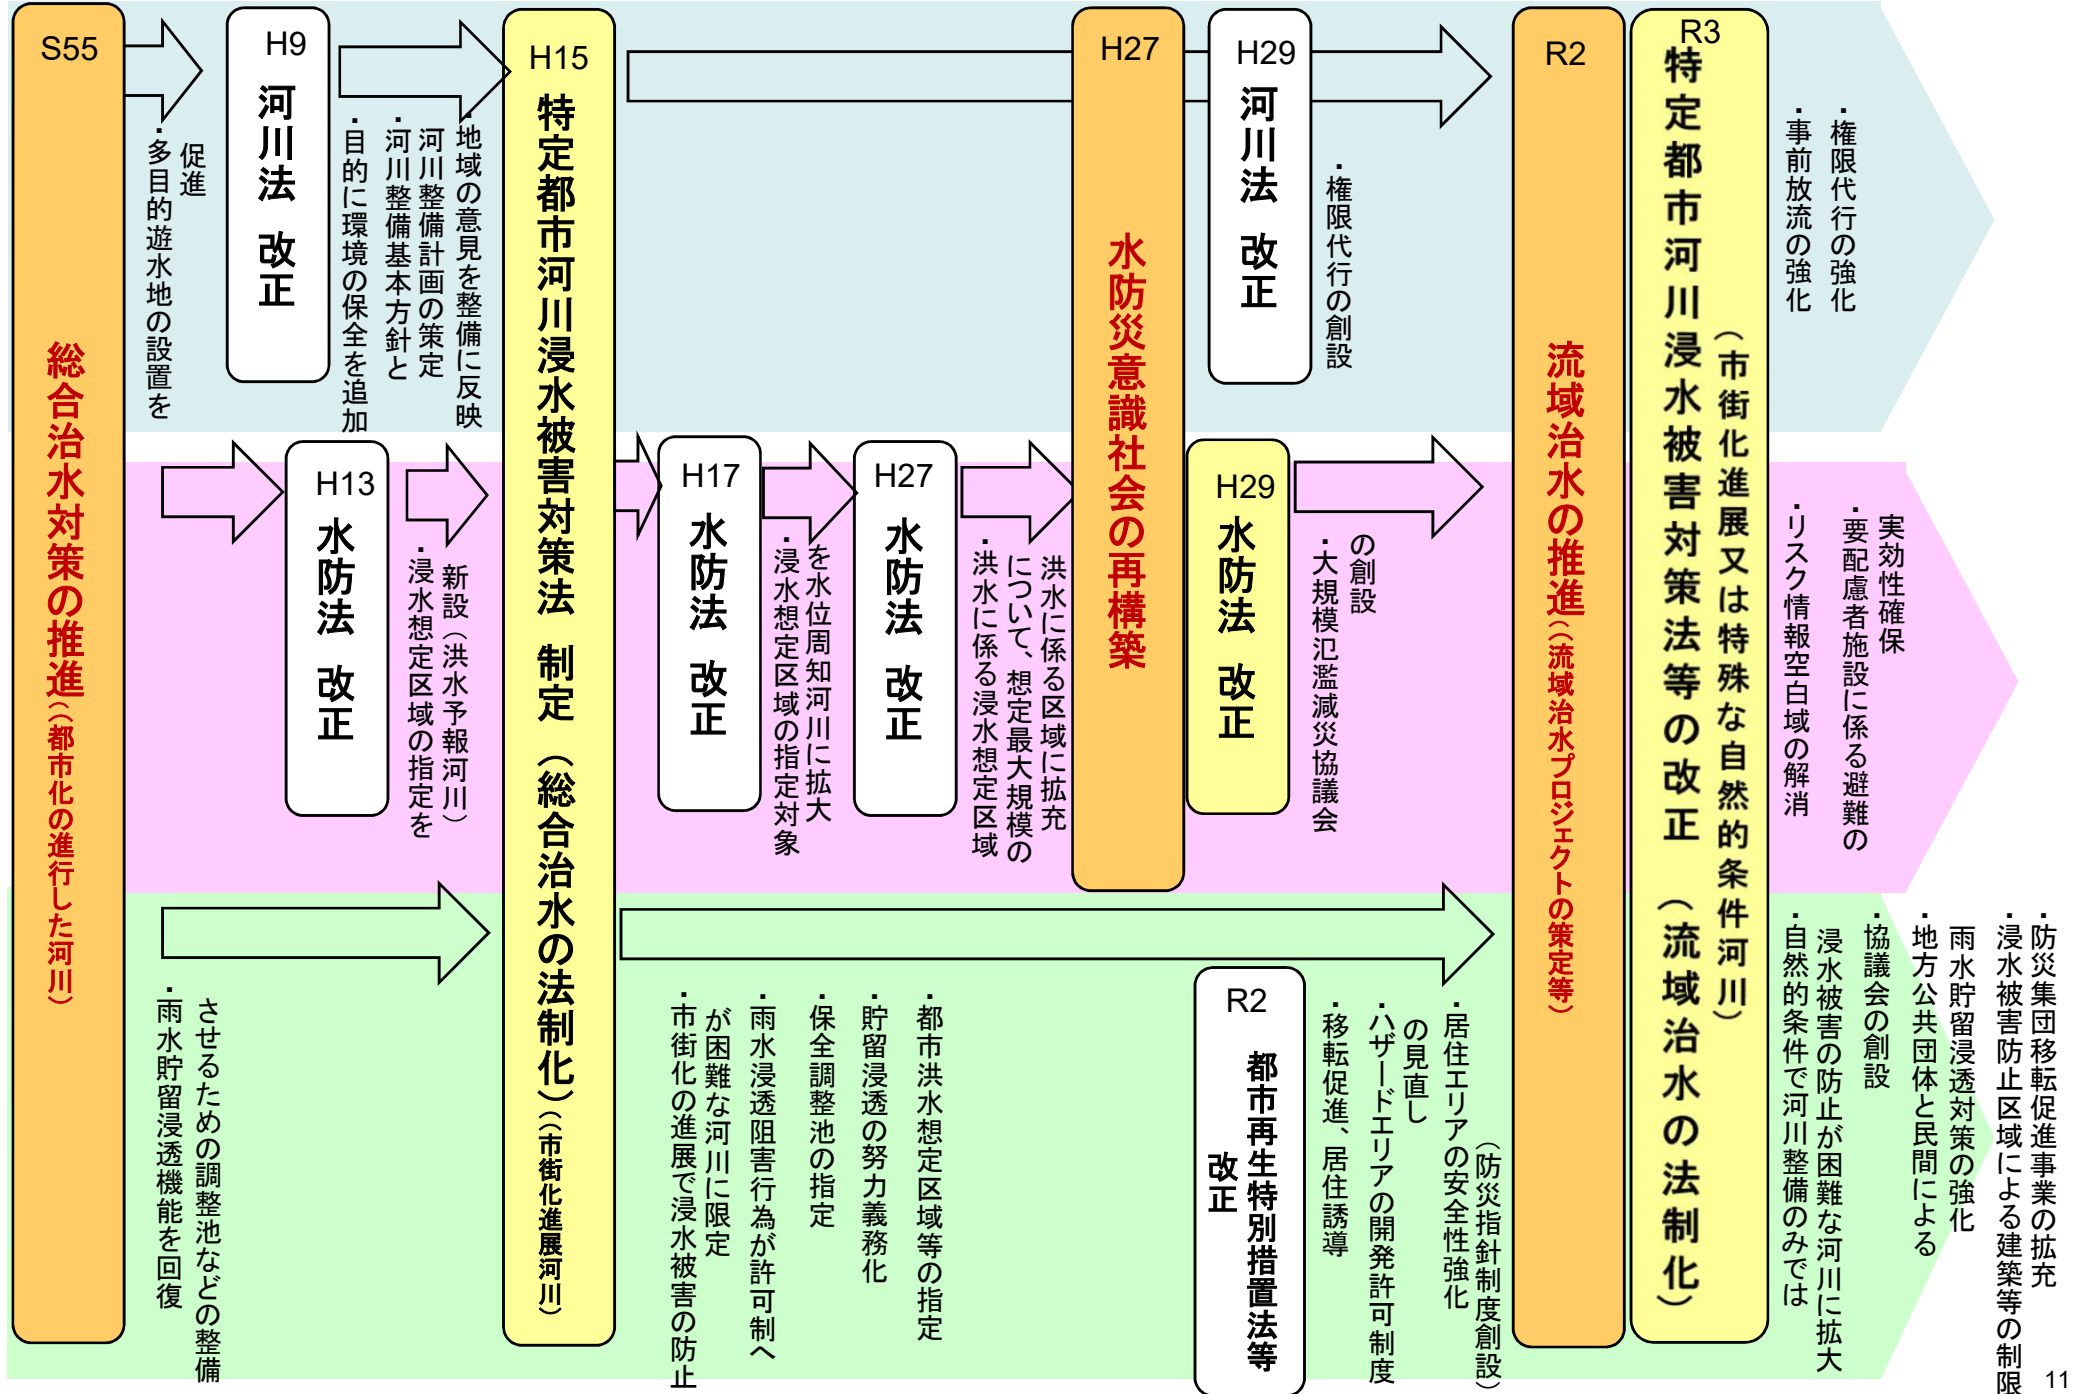 S55
総合治水対策の推進（（都市化の進行した河川）
・多目的遊水地の設置を
促進
H9
河川法 改正
・目的に環境の保全を追加
・河川整備基本方針と
河川整備計画の策定
・地域の意見を整備に反映
H13
水防法 改正
・浸水想定区域の指定を
新設（洪水予報河川）
・雨水貯留浸透機能を回復
させるための調整池などの整備
H15
特定都市河川浸水被害対策法 制定 （総合治水の法制化）（（市街化進展河川）
H17
水防法 改正
・浸水想定区域の指定対象
を水位周知河川に拡大
H27
水防法 改正
・洪水に係る浸水想定区域
について、想定最大規模の
洪水に係る区域に拡充
・市街化の進展で浸水被害の防止
が困難な河川に限定
・雨水浸透阻害行為が許可制へ
・保全調整池の指定
・貯留浸透の努力義務化
・都市洪水想定区域等の指定
H27
水防災意識社会の再構築
H29
河川法 改正
・権限代行の創設
H29
水防法 改正
・大規模氾濫減災協議会
の創設
R2
都市再生特別措置法等
改正
・移転促進、居住誘導
・ハザードエリアの開発許可制度
の見直し
・居住エリアの安全性強化
（防災指針制度創設）
R2
流域治水の推進（（流域治水プロジェクトの策定等）
R3
特定都市河川浸水被害対策法等の改正 （流域治水の法制化）
（市街化進展又は特殊な自然的条件河川）
・事前放流の強化
・権限代行の強化
・リスク情報空白域の解消
・要配慮者施設に係る避難の
実効性確保
・自然的条件で河川整備のみでは
浸水被害の防止が困難な河川に拡大
・協議会の創設
・地方公共団体と民間による
雨水貯留浸透対策の強化
・浸水被害防止区域による建築等の制限
・防災集団移転促進事業の拡充
11